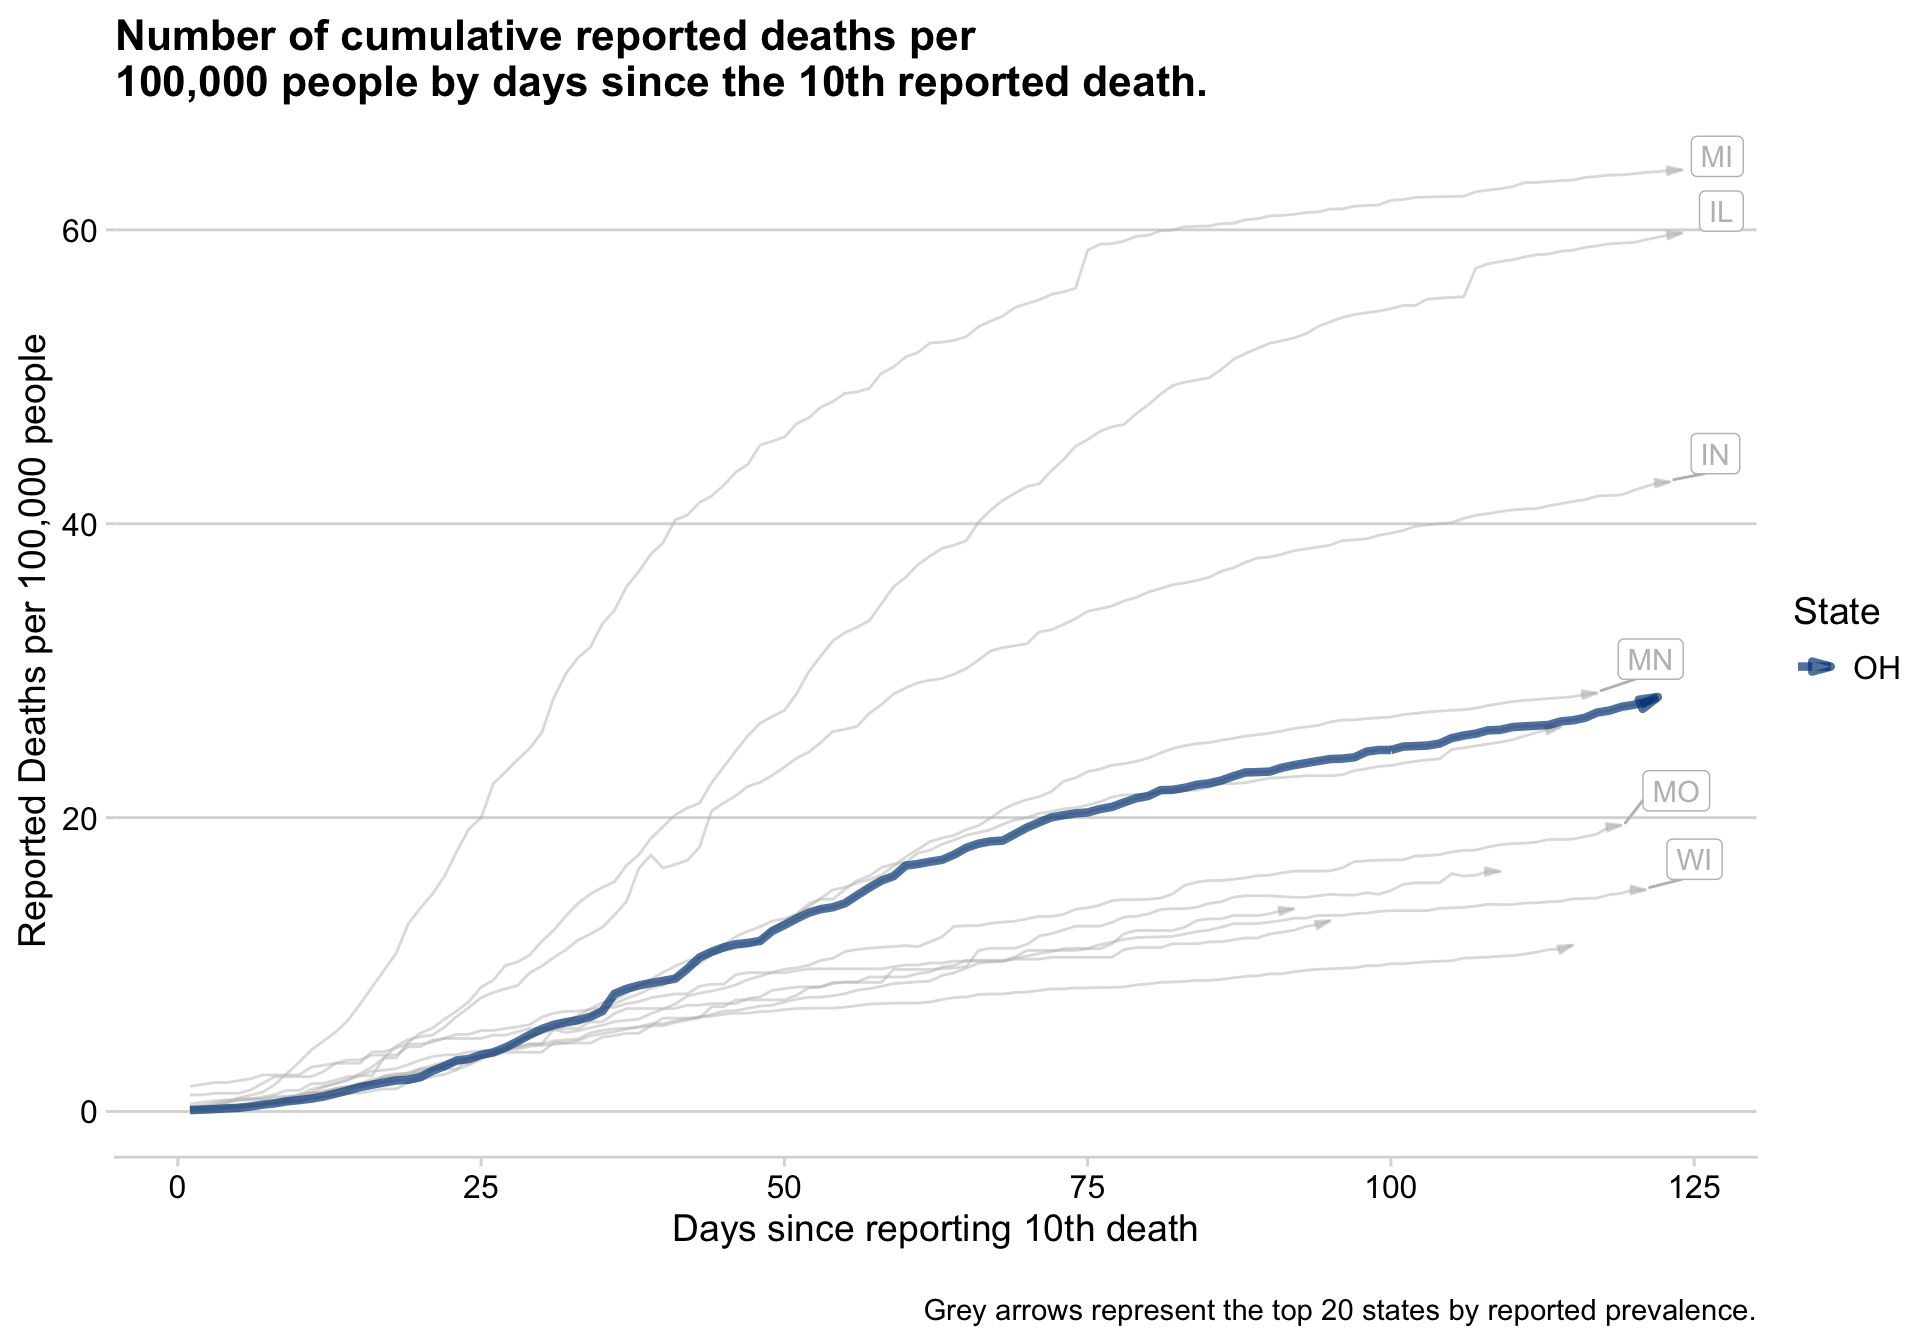 Number of cumulative reported deaths per
100,000 people by days since the 10th reported death.
Reported Deaths per 100,000 people
60
40
20
0
MI
IL
IN
MN
MO
WI
State
OH
0
25
50
75
100
125
Days since reporting 10th death
Grey arrows represent the top 20 states by reported prevalence.